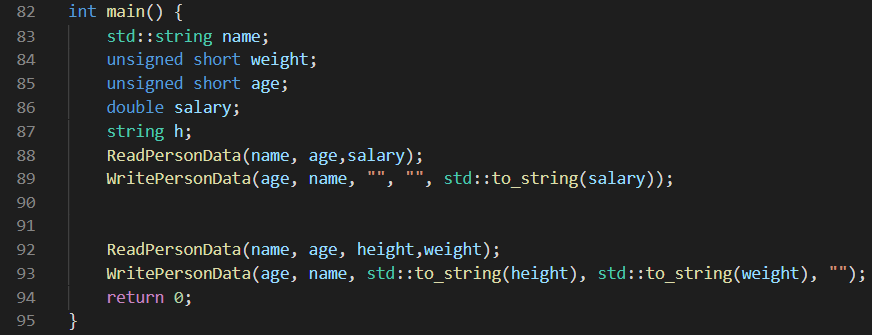 82 int main() {
83 std::string name;
84 unsigned short weight;
85 unsigned short age;
86 double salary;
87 string h;
88 ReadPersonData(name, age,salary);
89 WritePersonData(age, name, "", "", std::to_string(salary));
90
91
92 ReadPersonData(name, age, height,weight);
93 WritePersonData(age, name, std::to_string(height), std::to_string(weight), "");
94 return 0;
95 }